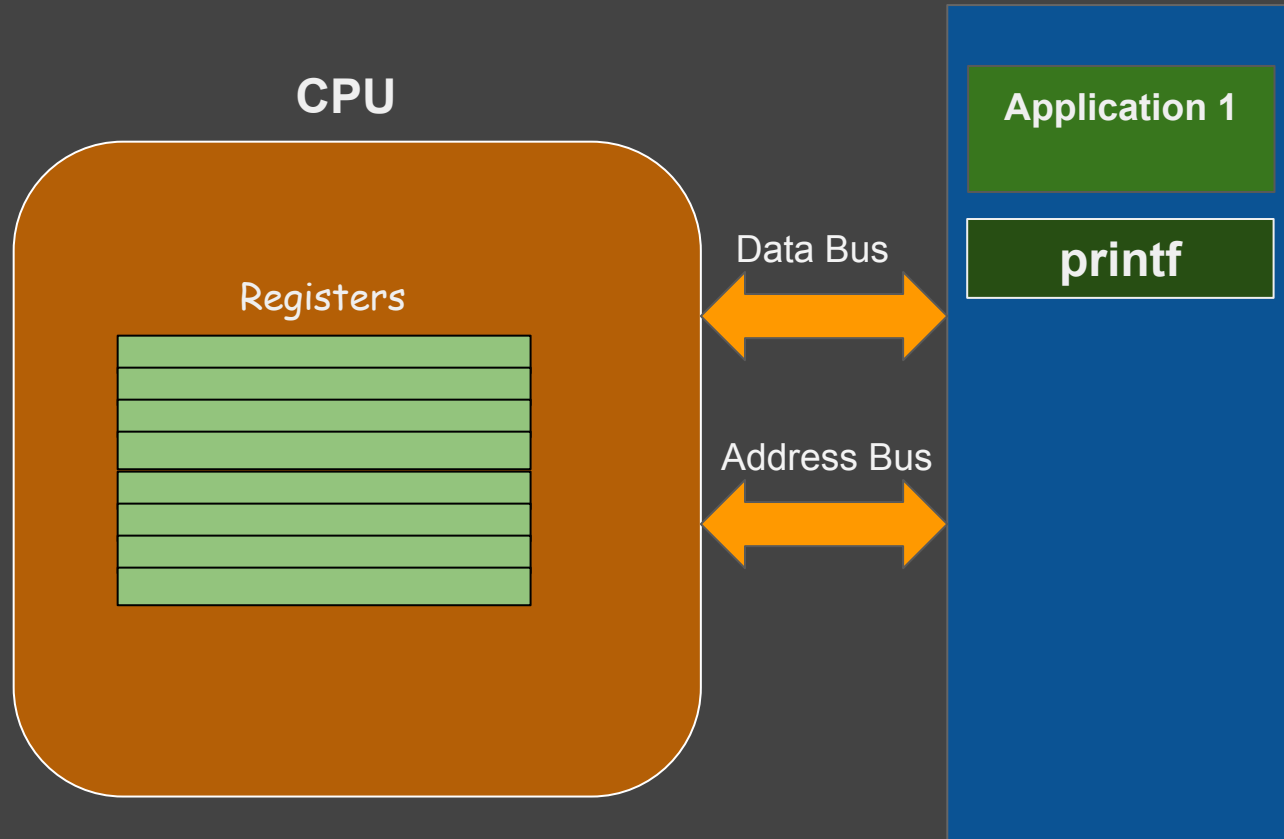 CPU
Registers
Data Bus
Address Bus
Application 1
printf